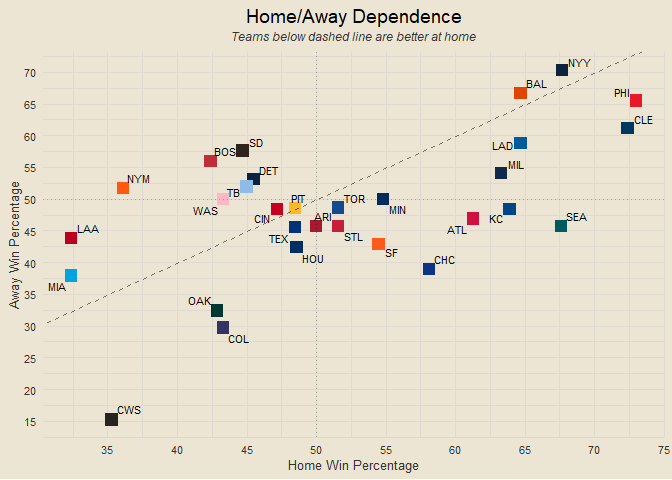 Home/Away Dependence
Teams below dashed line are better at home
Away Win Percentage
70
65
60
55
50
45
40
35
30
25
20
15
NYY
BAL
PHI
CLE
LAD
SD
BOS
MIL
DET
NYM
TB
PIT
TOR
WAS
MIN
CIN
ARI
KC
SEA
LAA
ATL
TEX
STL
SF
HOU
CHC
MIA
OAK
COL
CWS
35
40
45
50
55
60
65
70
75
Home Win Percentage